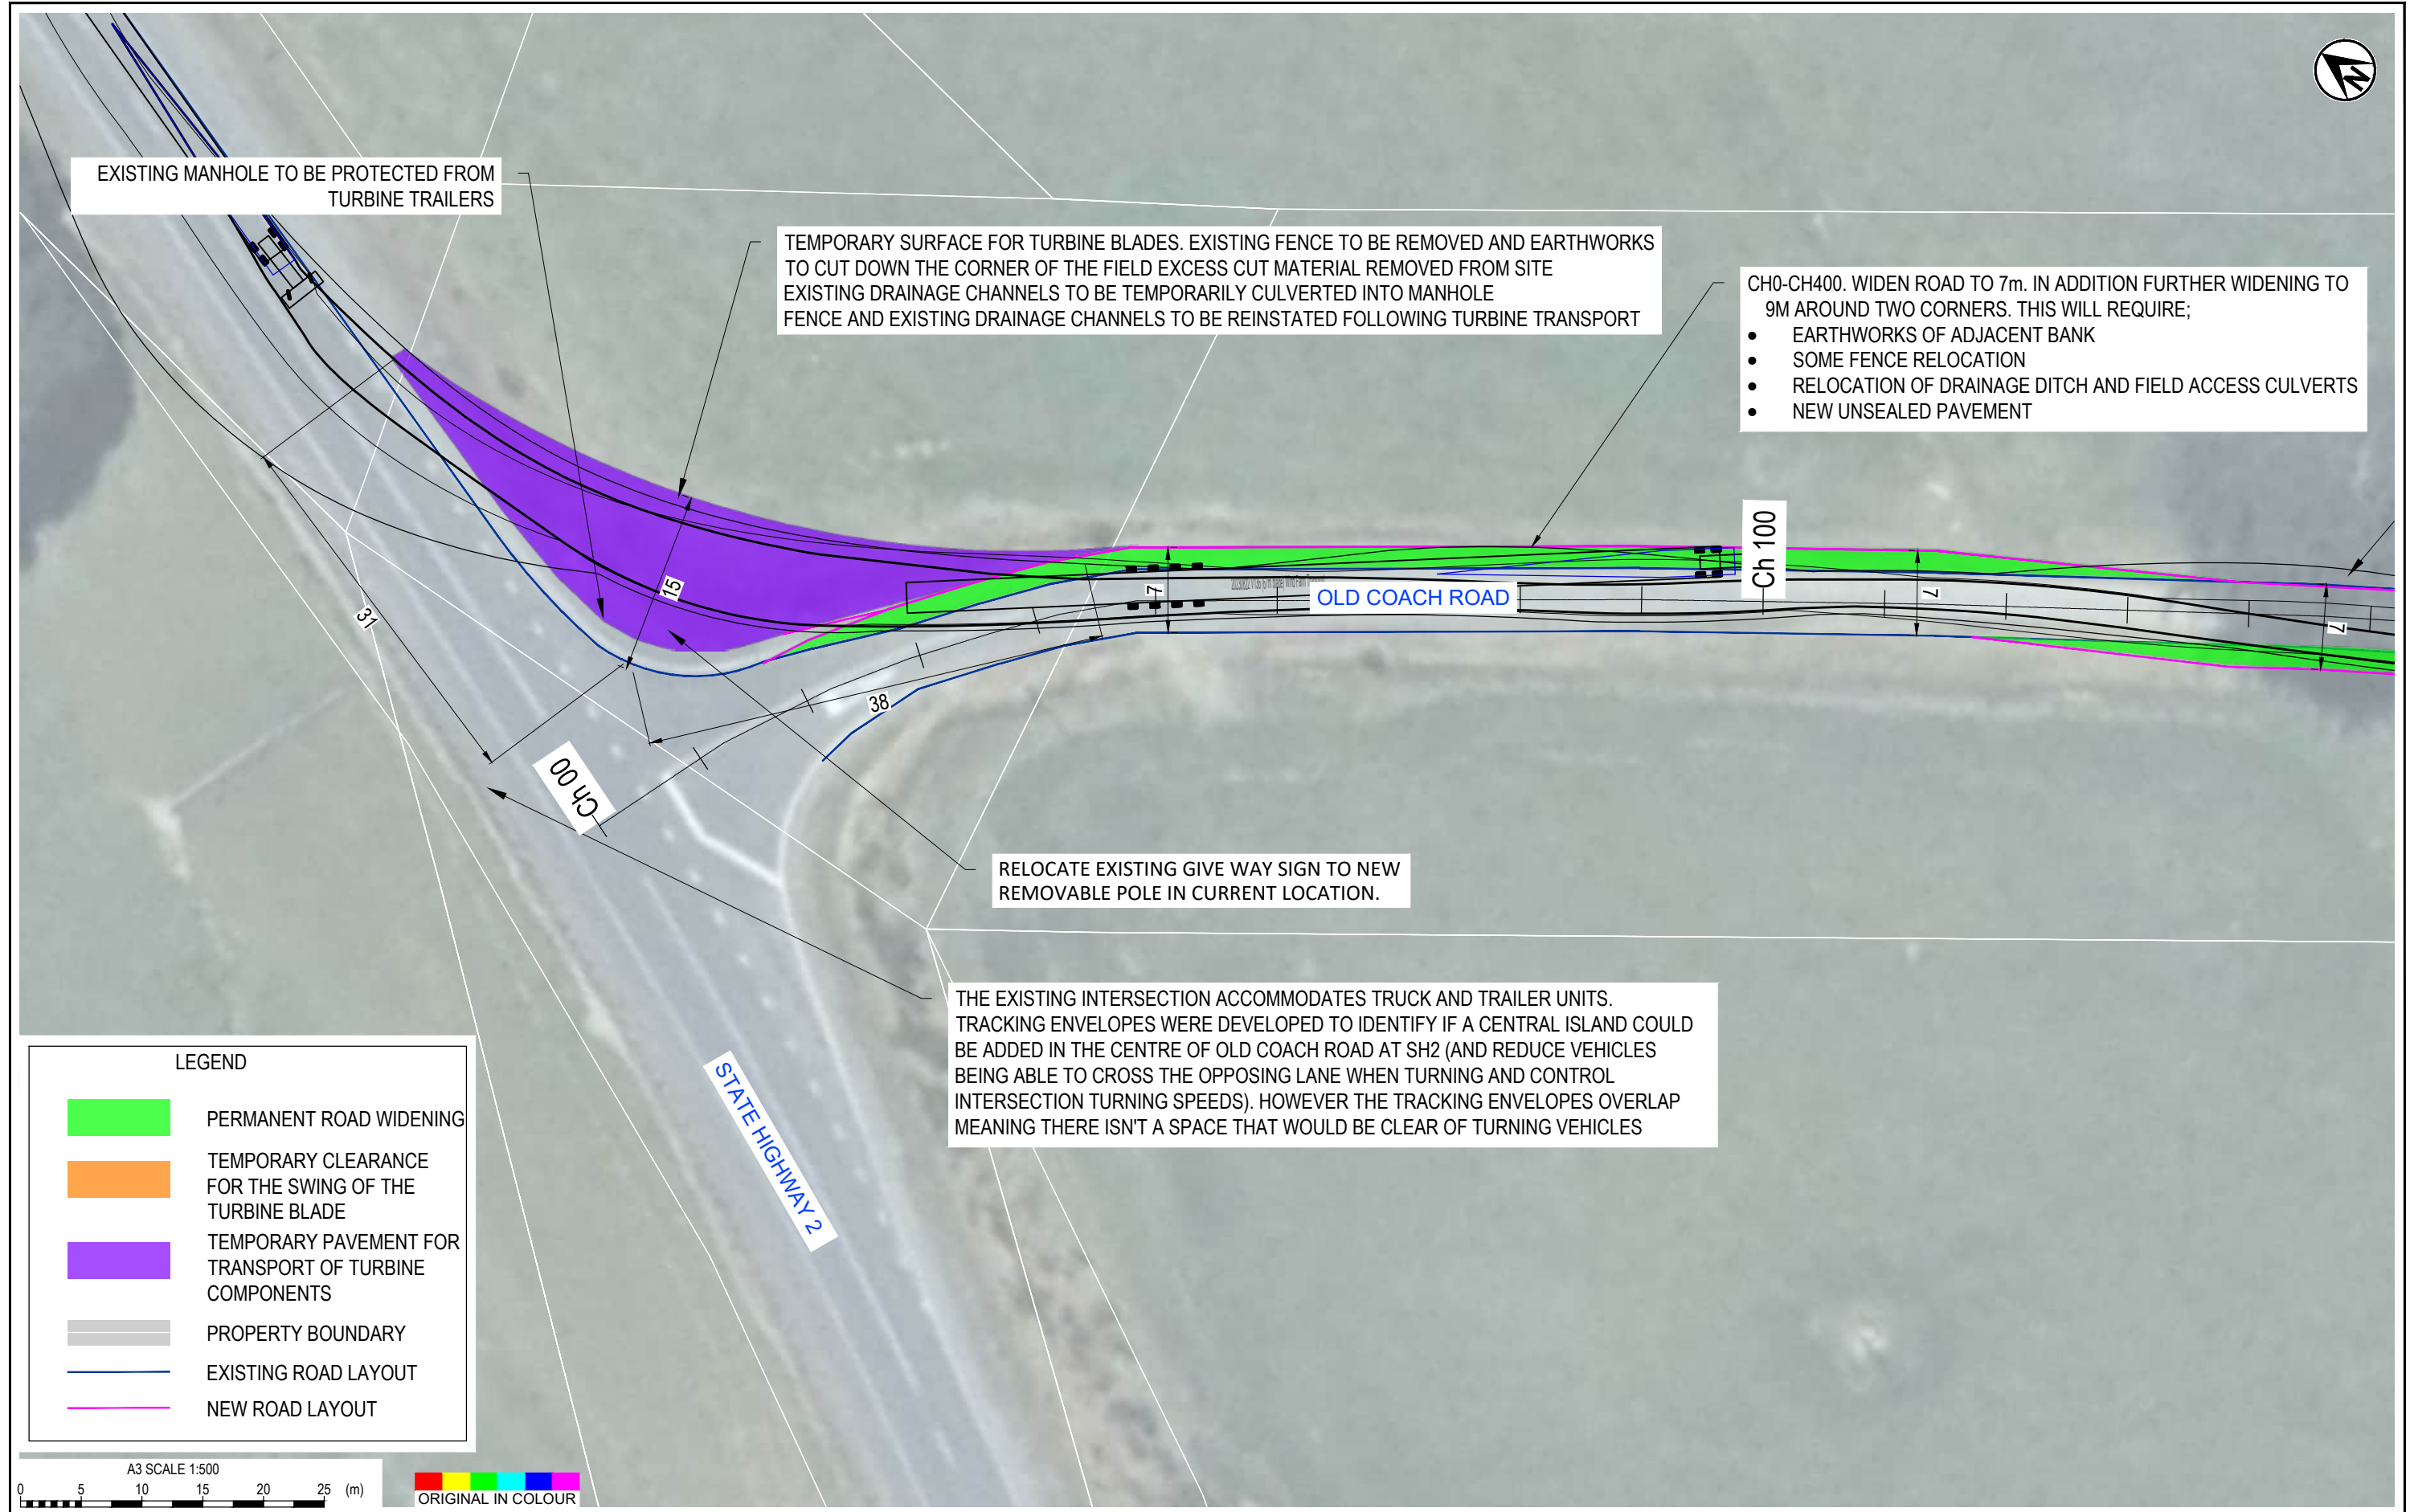 EXISTING MANHOLE TO BE PROTECTED FROM
TURBINE TRAILERS
TEMPORARY SURFACE FOR TURBINE BLADES. EXISTING FENCE TO BE REMOVED AND EARTHWORKS
TO CUT DOWN THE CORNER OF THE FIELD EXCESS CUT MATERIAL REMOVED FROM SITE
EXISTING DRAINAGE CHANNELS TO BE TEMPORARILY CULVERTED INTO MANHOLE
FENCE AND EXISTING DRAINAGE CHANNELS TO BE REINSTATED FOLLOWING TURBINE TRANSPORT
CH0-CH400. WIDEN ROAD TO 7m. IN ADDITION FURTHER WIDENING TO
9M AROUND TWO CORNERS. THIS WILL REQUIRE;
• EARTHWORKS OF ADJACENT BANK
• SOME FENCE RELOCATION
• RELOCATION OF DRAINAGE DITCH AND FIELD ACCESS CULVERTS
• NEW UNSEALED PAVEMENT
N
Ch 100
15
7
OLD COACH ROAD
7
7
31
38
Ch 00
RELOCATE EXISTING GIVE WAY SIGN TO NEW
REMOVABLE POLE IN CURRENT LOCATION.
THE EXISTING INTERSECTION ACCOMMODATES TRUCK AND TRAILER UNITS.
TRACKING ENVELOPES WERE DEVELOPED TO IDENTIFY IF A CENTRAL ISLAND COULD
BE ADDED IN THE CENTRE OF OLD COACH ROAD AT SH2 (AND REDUCE VEHICLES
BEING ABLE TO CROSS THE OPPOSING LANE WHEN TURNING AND CONTROL
INTERSECTION TURNING SPEEDS). HOWEVER THE TRACKING ENVELOPES OVERLAP
MEANING THERE ISN'T A SPACE THAT WOULD BE CLEAR OF TURNING VEHICLES
STATE HIGHWAY 2
LEGEND
PERMANENT ROAD WIDENING
TEMPORARY CLEARANCE
FOR THE SWING OF THE
TURBINE BLADE
TEMPORARY PAVEMENT FOR
TRANSPORT OF TURBINE
COMPONENTS
PROPERTY BOUNDARY
EXISTING ROAD LAYOUT
NEW ROAD LAYOUT
A3 SCALE 1:500
0 5 10 15 20 25 (m)
ORIGINAL IN COLOUR